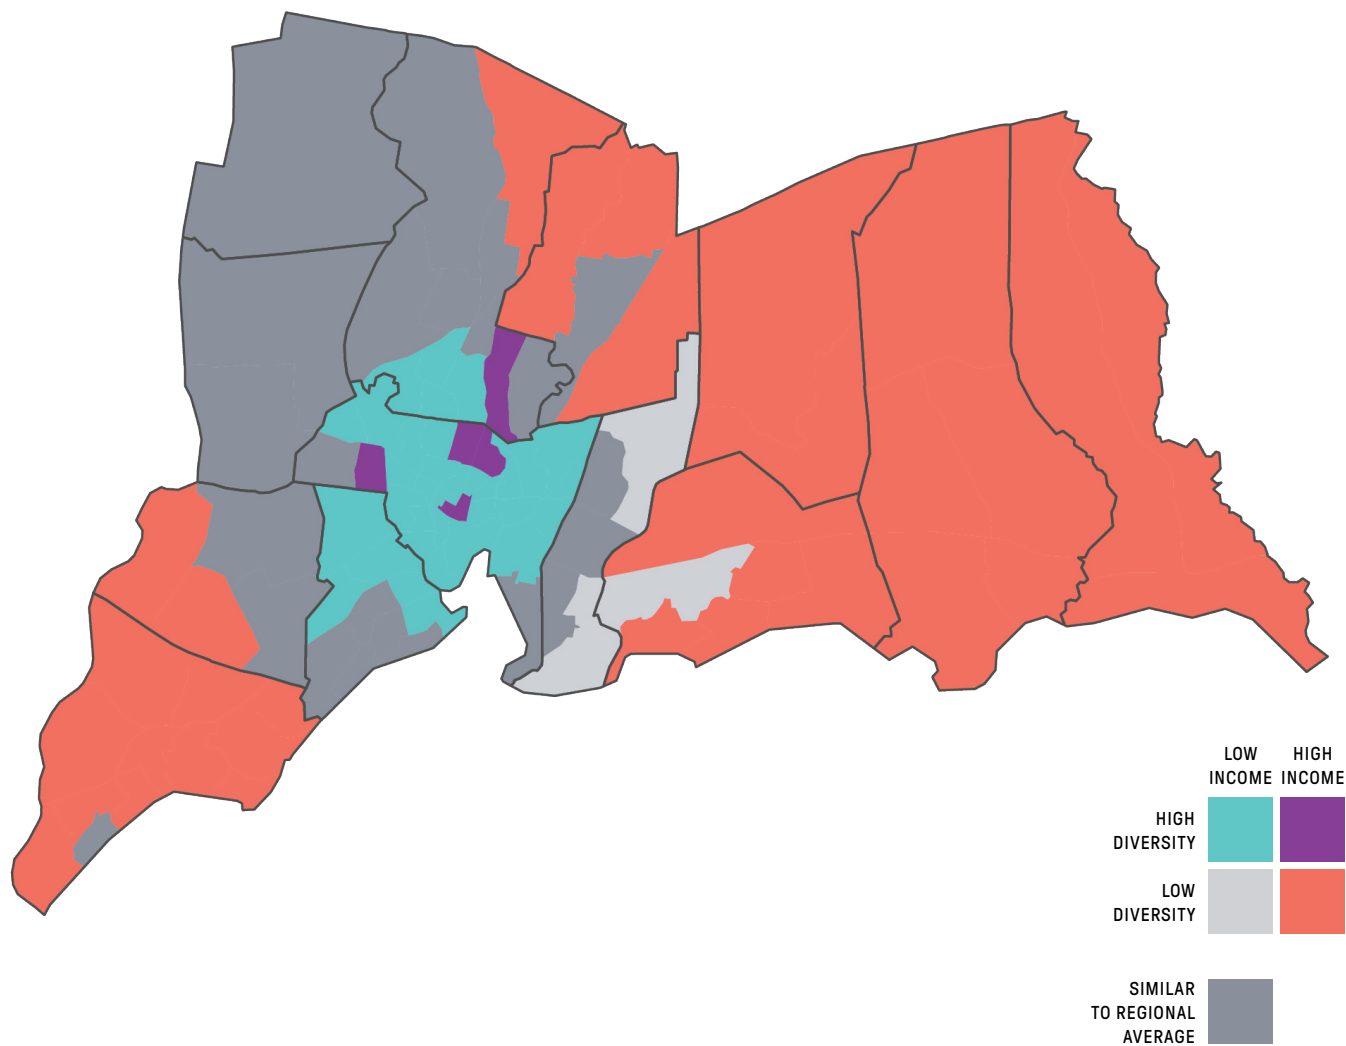 LOW HIGH
INCOME INCOME
HIGH
DIVERSITY
LOW
DIVERSITY
SIMILAR
TO REGIONAL
AVERAGE